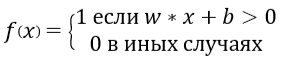 f(x) = {1 если w * x + b > 0
0 в иных случаях